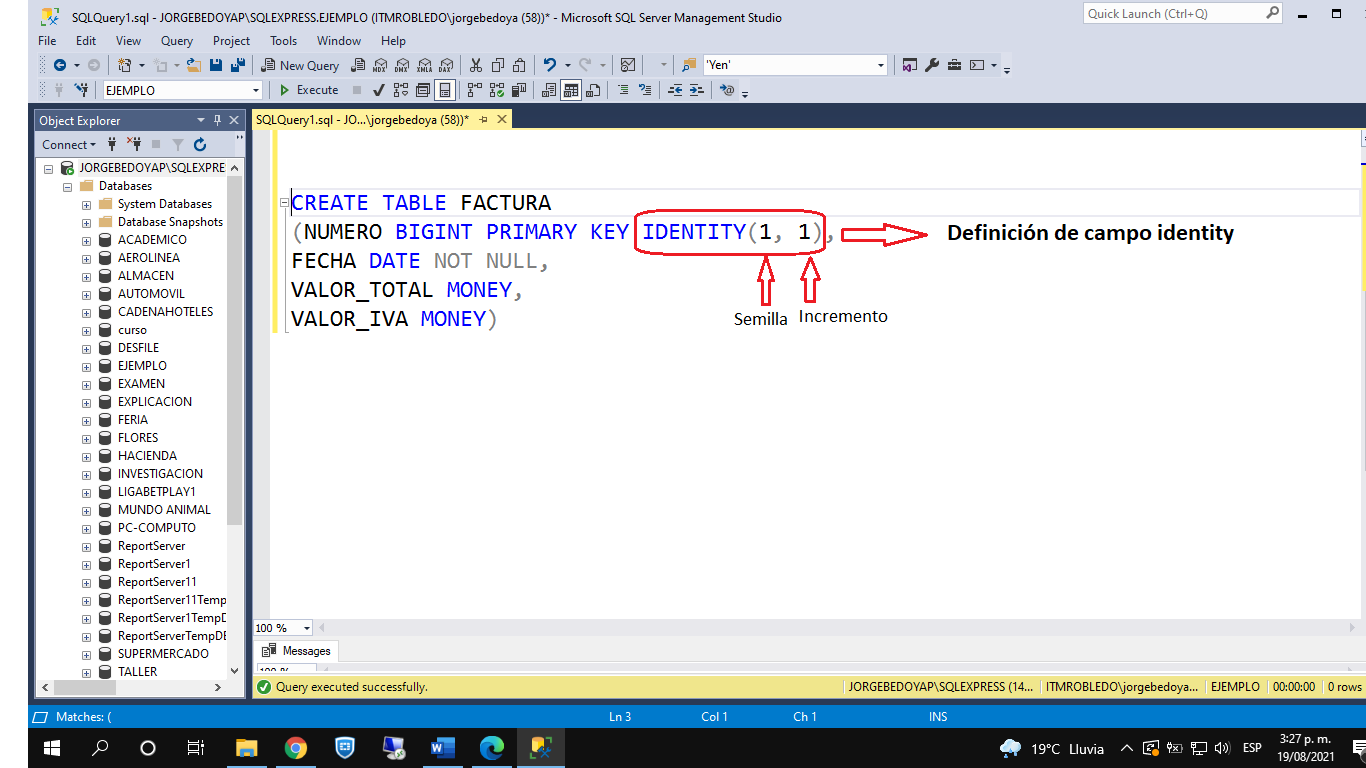 SQLQuery1.sql - JORGEBEDOYAP\SQLEXPRESS.EJEMPLO (ITMROBLEDO\jorgebedoya (58))* - Microsoft SQL Server Management Studio
Quick Launch (Ctrl+Q)
File Edit View Query Project Tools Window Help
New Query MDX DMX XMLA DAX 'Yen'
EJEMPLO Execute
Object Explorer
SQLQuery1.sql - JO...\jorgebedoya (58))*
Connect
JORGEBEDOYAP\SQLEXPRE
Databases
System Databases
Database Snapshots
ACADEMICO
AEROLINEA
ALMACEN
AUTOMOVIL
CADENAHOTELES
curso
DESFILE
EJEMPLO
EXAMEN
EXPLICACION
FERIA
FLORES
HACIENDA
INVESTIGACION
LIGABETPLAY1
MUNDO ANIMAL
PC-COMPUTO
ReportServer
ReportServer1
ReportServer11
ReportServer11Temp
ReportServer1TempD
ReportServerTempDE
SUPERMERCADO
TALLER
CREATE TABLE FACTURA
(NUMERO BIGINT PRIMARY KEY IDENTITY(1, 1),
Definición de campo identity
FECHA DATE NOT NULL,
VALOR_TOTAL MONEY,
VALOR_IVA MONEY)
Semilla Incremento
100 %
Messages
100 %
Query executed successfully.
JORGEBEDOYAP\SQLEXPRESS (14... ITMROBLEDO\jorgebedoya... EJEMPLO 00:00:00 0 rows
Matches: ( Ln 3 Col 1 Ch 1 INS
19°C Lluvia ESP
3:27 p. m.
19/08/2021